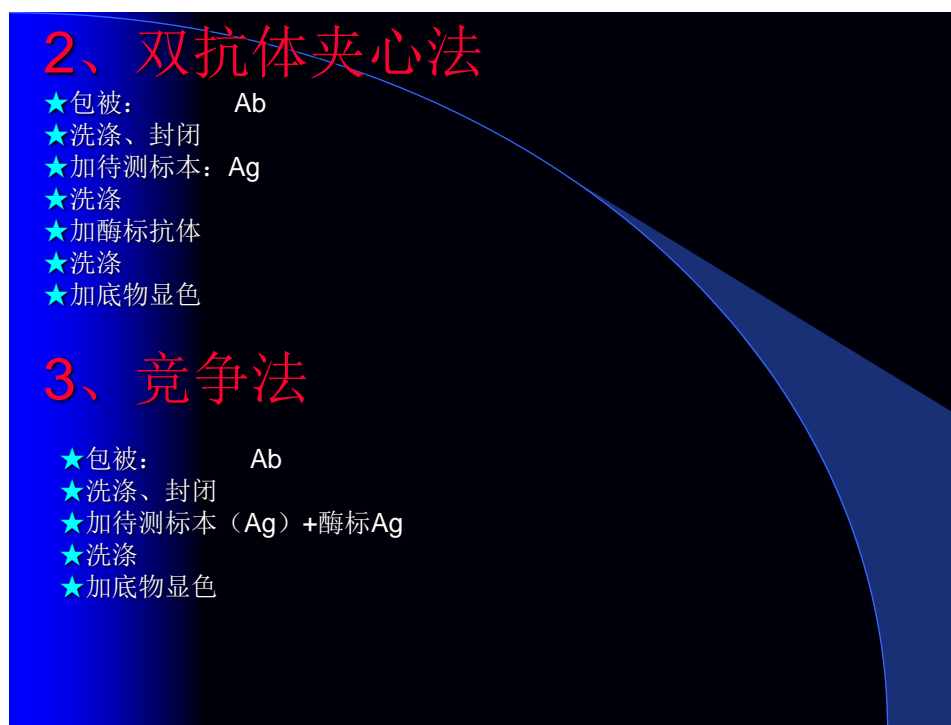 2、双抗体夹心法
★包被： Ab
★洗涤、封闭
★加待测标本：Ag
★洗涤
★加酶标抗体
★洗涤
★加底物显色
3、竞争法
★包被： Ab
★洗涤、封闭
★加待测标本（Ag）+酶标Ag
★洗涤
★加底物显色